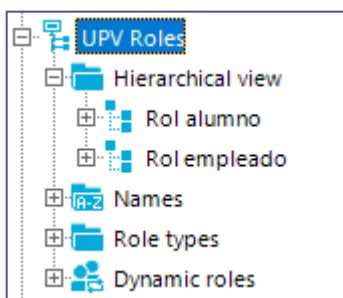 UPV Roles
Hierarchical view
Rol alumno
Rol empleado
A-Z Names
Role types
Dynamic roles